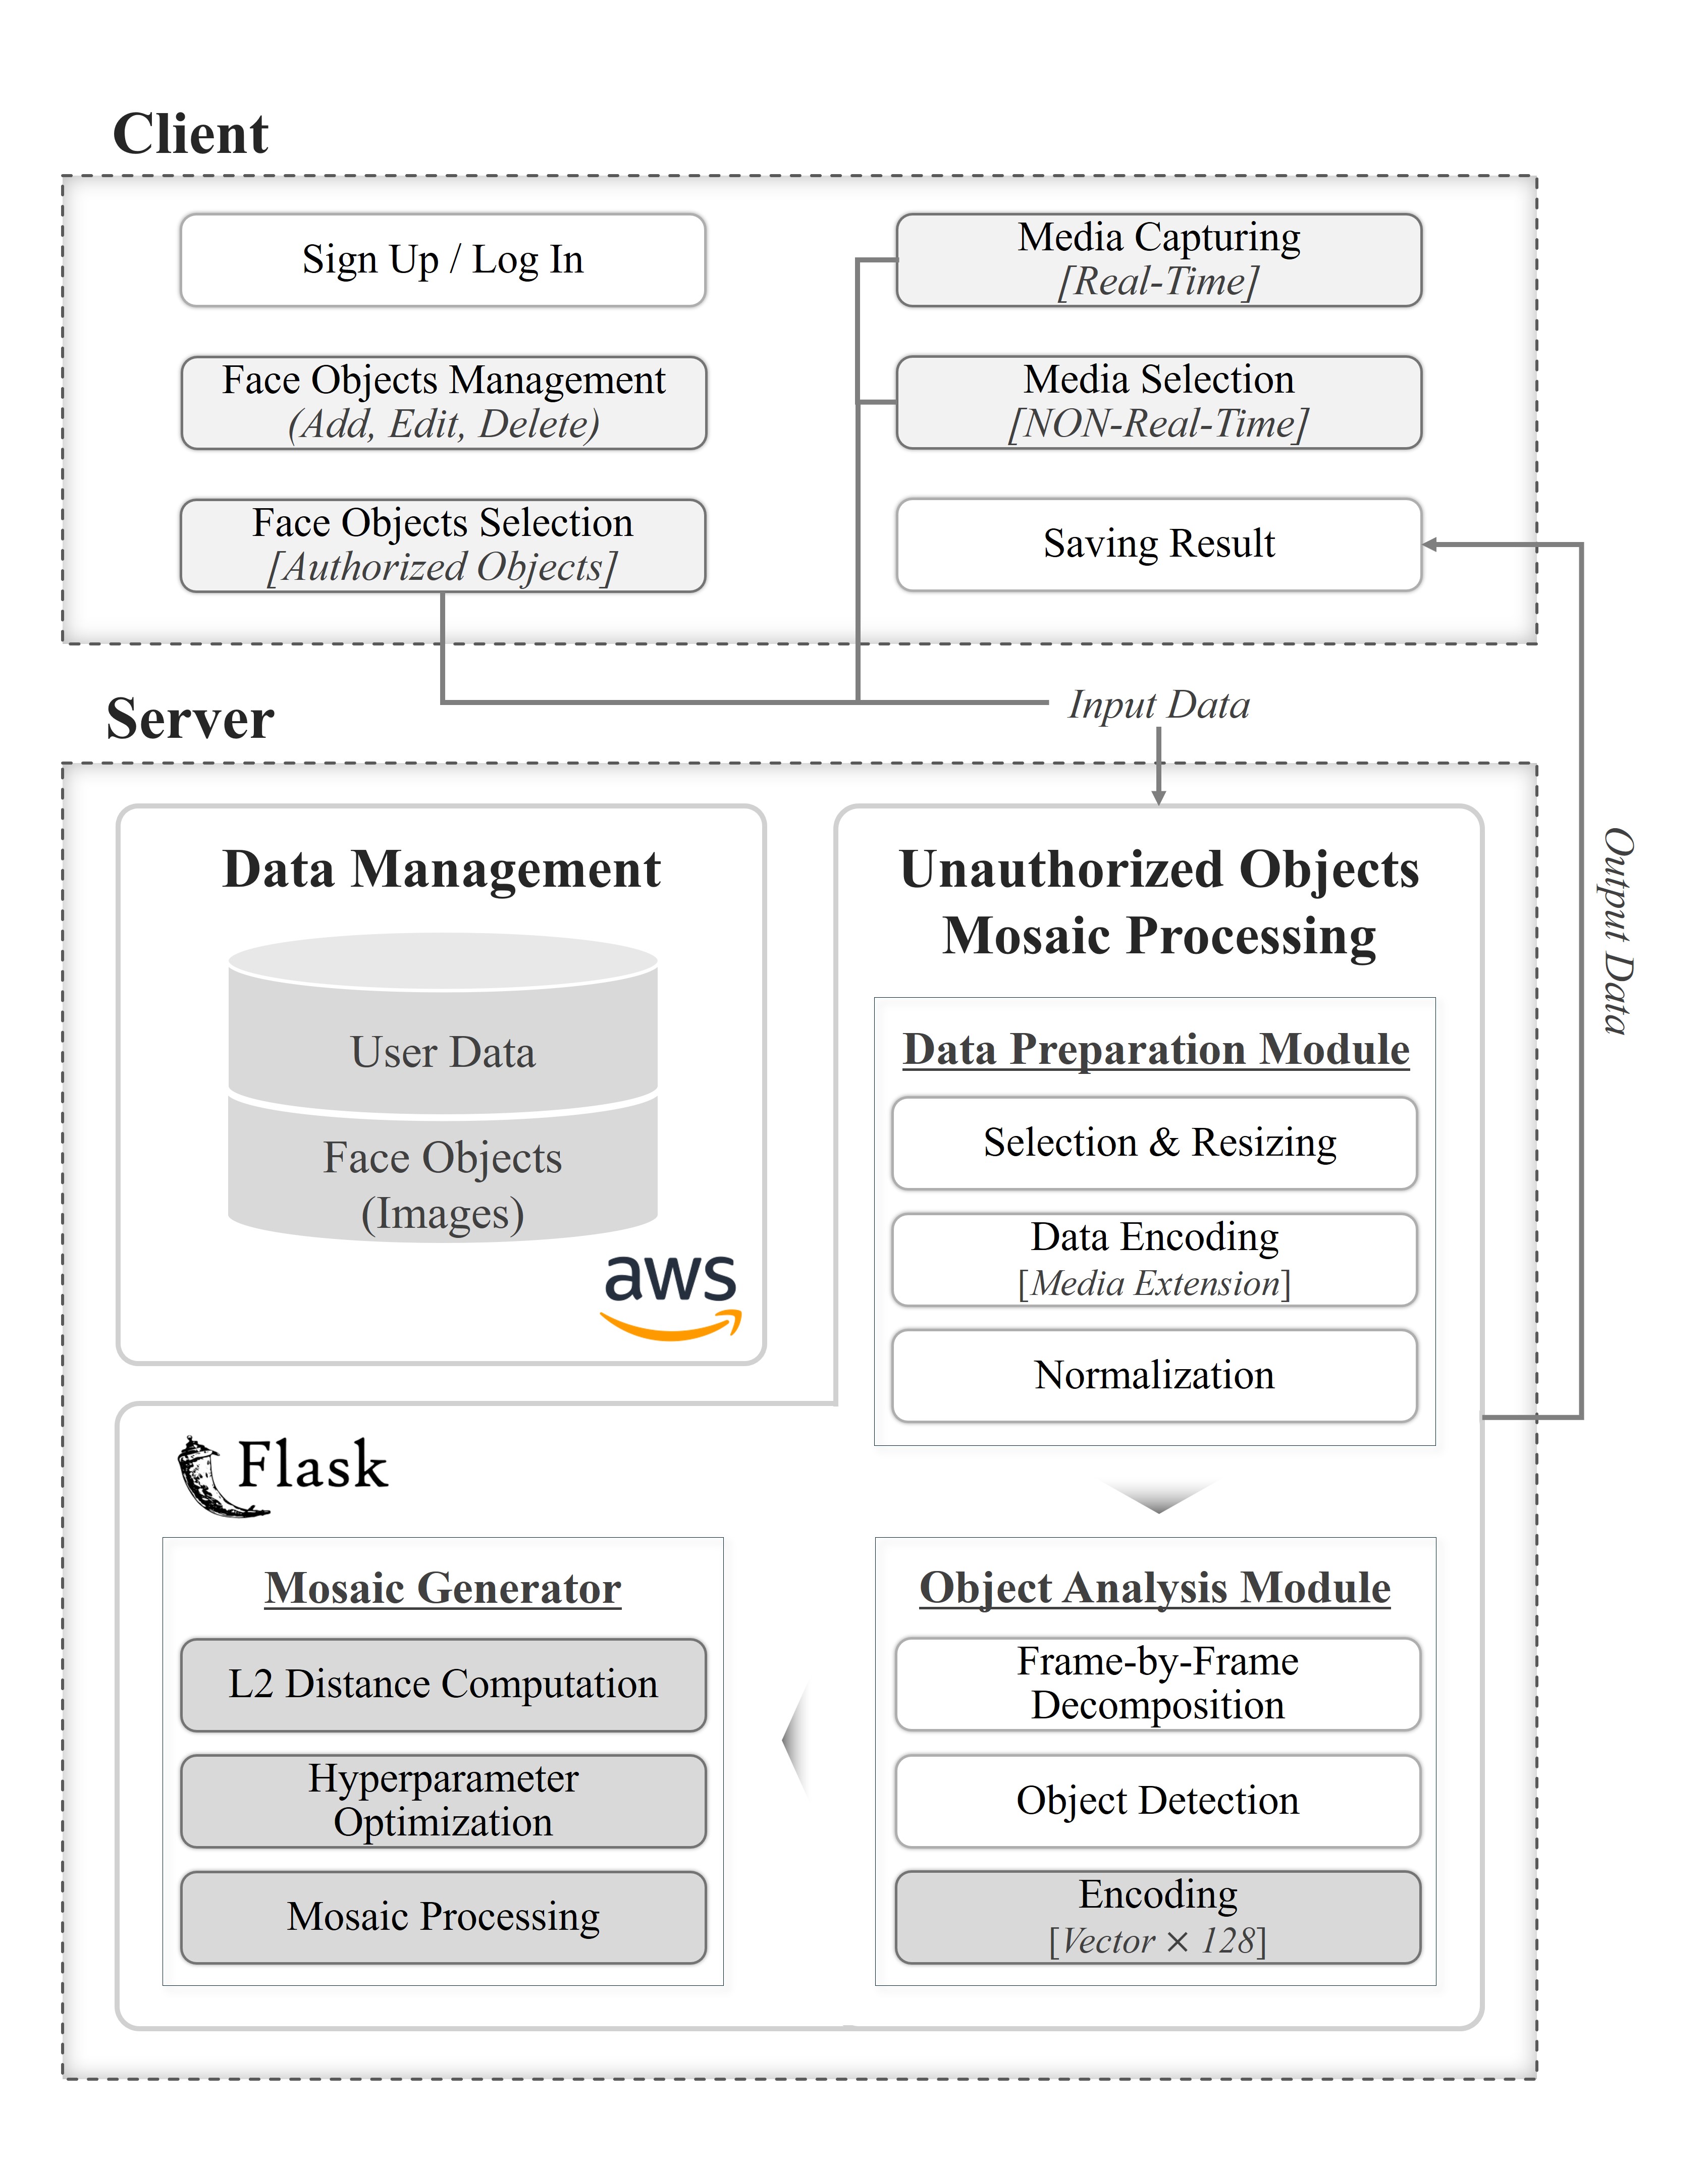 Client
Sign Up / Log In
Face Objects Management
(Add, Edit, Delete)
Face Objects Selection
[Authorized Objects]
Media Capturing
[Real-Time]
Media Selection
[NON-Real-Time]
Saving Result
Input Data
Output Data
Server
Data Management
User Data
Face Objects
(Images)
aws
Unauthorized Objects
Mosaic Processing
Data Preparation Module
Selection & Resizing
Data Encoding
[Media Extension]
Normalization
Flask
Object Analysis Module
Frame-by-Frame
Decomposition
Object Detection
Encoding
[Vector × 128]
Mosaic Generator
L2 Distance Computation
Hyperparameter
Optimization
Mosaic Processing